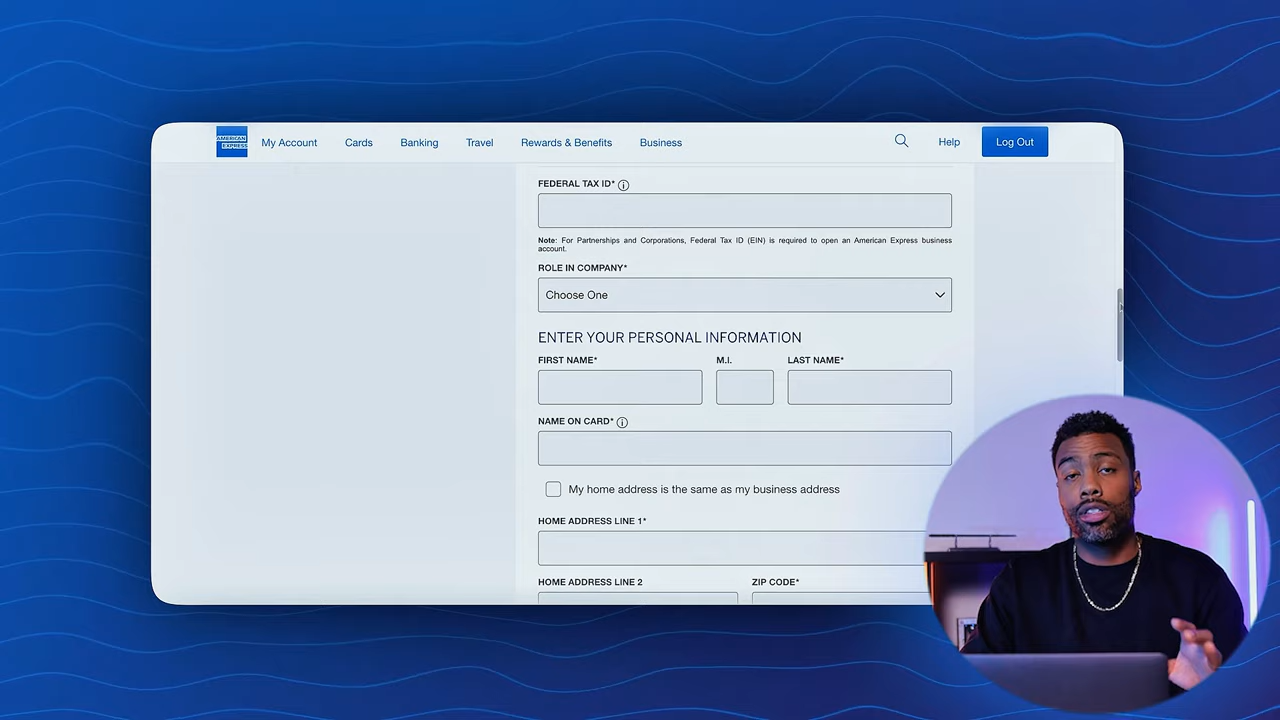 AMERICAN
EXPRESS
My Account
Cards
Banking
Travel
Rewards & Benefits
Business
Help
Log Out
FEDERAL TAX ID*
Note: For Partnerships and Corporations, Federal Tax ID (EIN) is required to open an American Express business
account.
ROLE IN COMPANY*
Choose One
ENTER YOUR PERSONAL INFORMATION
FIRST NAME*
M.I.
LAST NAME*
NAME ON CARD*
My home address is the same as my business address
HOME ADDRESS LINE 1*
HOME ADDRESS LINE 2
ZIP CODE*